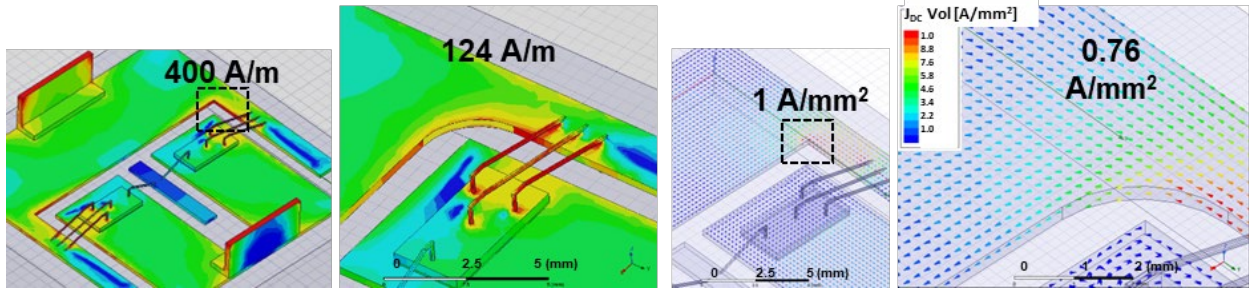 400 A/m
124 A/m
0 2.5 5 (mm)
1 A/mm²
0 2.5 5 (mm)
J_DC Vol [A/mm²]
1.0
8.8
7.6
5.6
3.4
2.2
1.0
0.76
A/mm²
0 1 2 (mm)